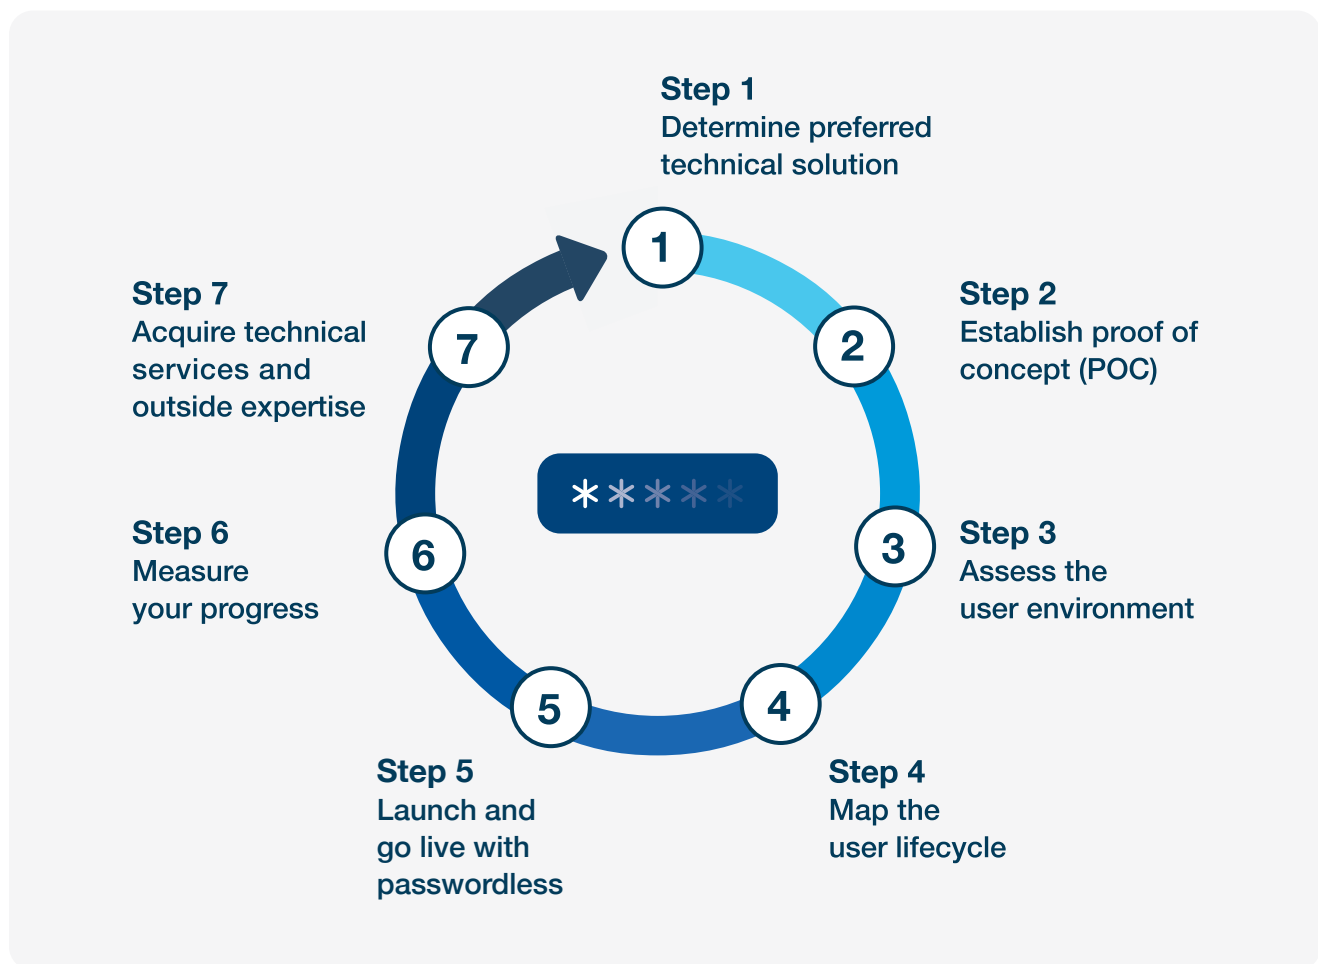 Step 1
Determine preferred
technical solution
1
Step 2
Establish proof of
concept (POC)
2
Step 3
Assess the
user environment
3
Step 4
Map the
user lifecycle
4
Step 5
Launch and
go live with
passwordless
5
Step 6
Measure
your progress
6
Step 7
Acquire technical
services and
outside expertise
7
*****